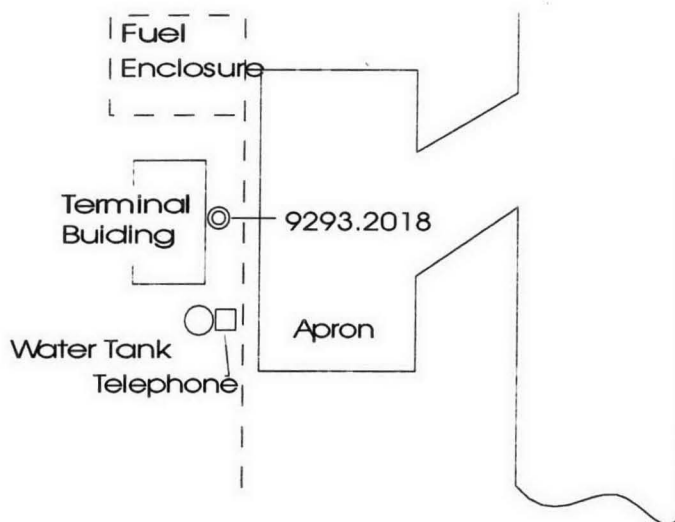 Fuel
Enclosure
Terminal
Buiding
9293.2018
Apron
Water Tank
Telephone